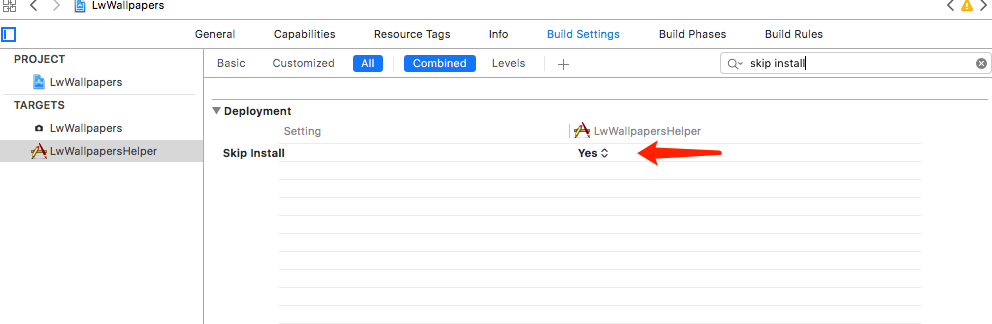 LwWallpapers
General Capabilities Resource Tags Info Build Settings Build Phases Build Rules
PROJECT
LwWallpapers
TARGETS
LwWallpapers
LwWallpapersHelper
Basic Customized All Combined Levels + skip install
Deployment
Setting LwWallpapersHelper
Skip Install Yes